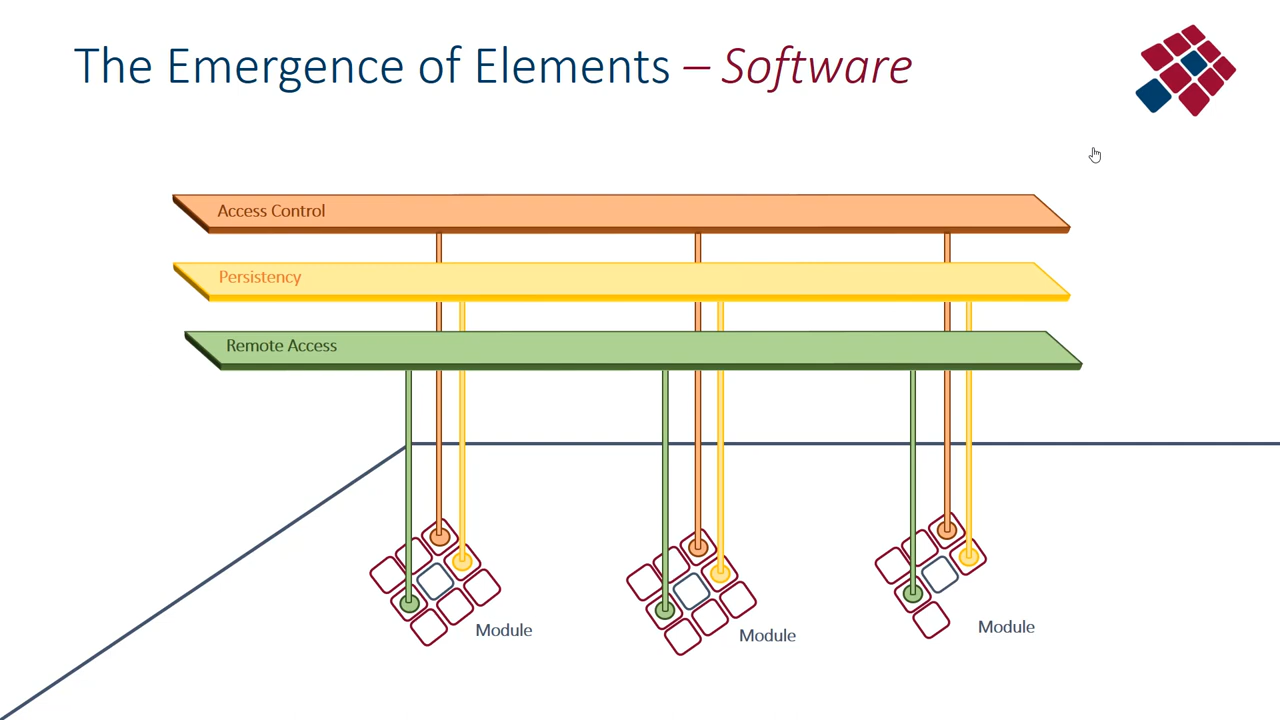 The Emergence of Elements – Software
Access Control
Persistency
Remote Access
Module
Module
Module